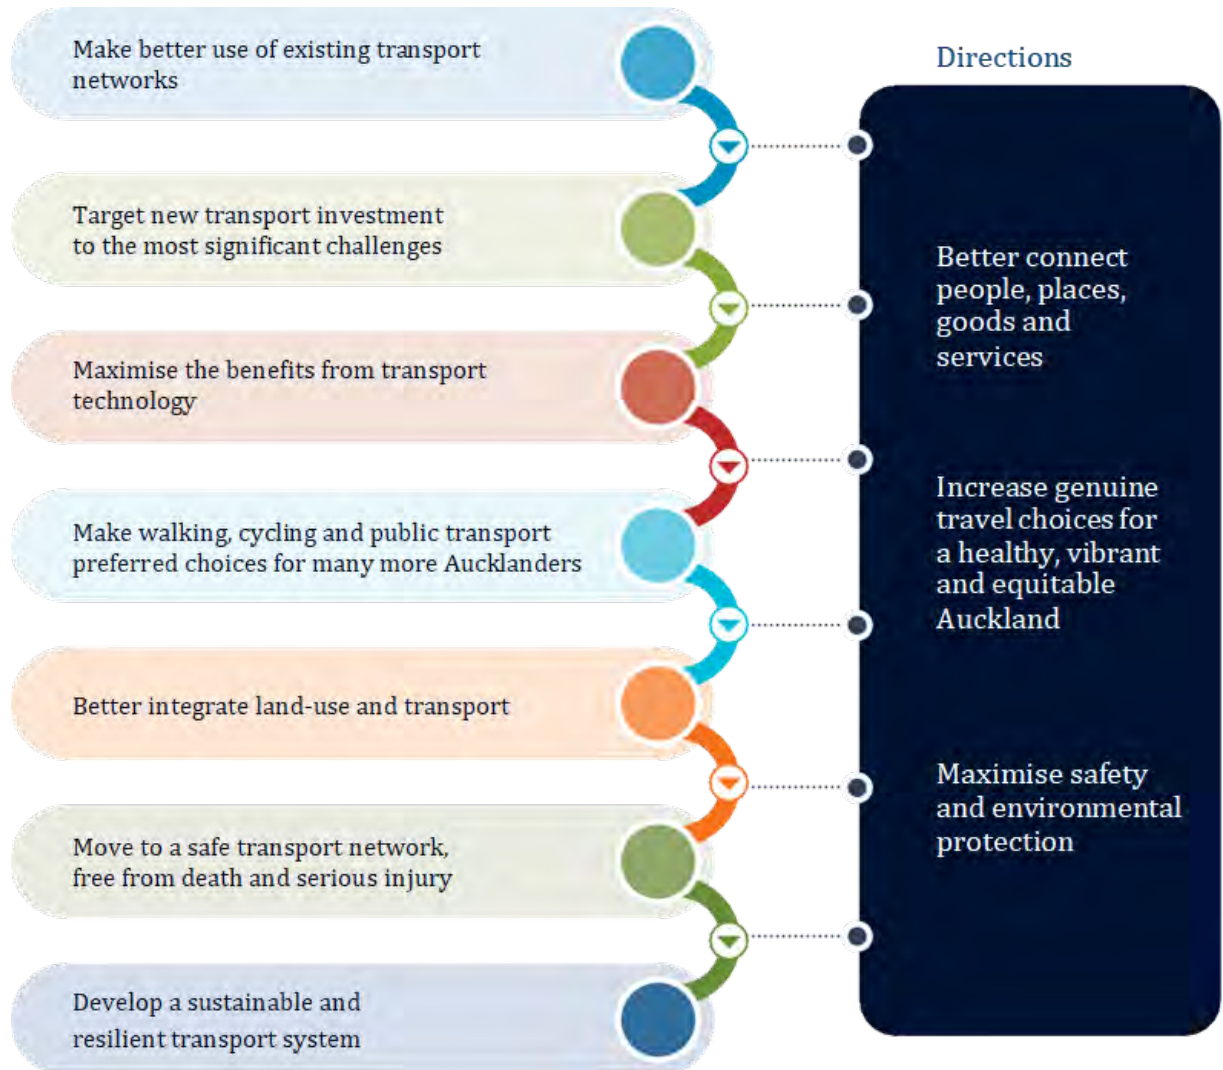 Make better use of existing transport
networks
Target new transport investment
to the most significant challenges
Maximise the benefits from transport
technology
Make walking, cycling and public transport
preferred choices for many more Aucklanders
Better integrate land-use and transport
Move to a safe transport network,
free from death and serious injury
Develop a sustainable and
resilient transport system
Directions
Better connect
people, places,
goods and
services
Increase genuine
travel choices for
a healthy, vibrant
and equitable
Auckland
Maximise safety
and environmental
protection